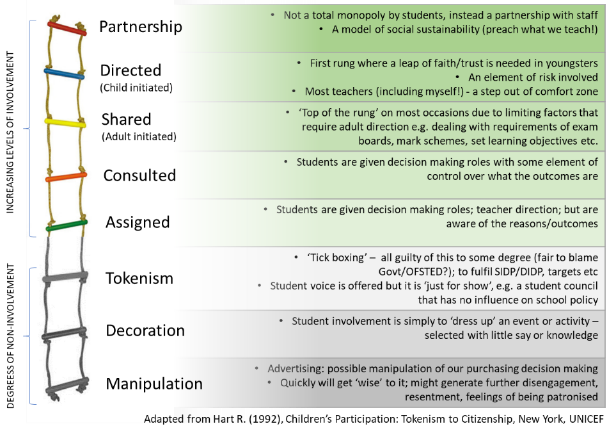 Partnership
• Not a total monopoly by students, instead a partnership with staff
• A model of social sustainability (preach what we teach!)
Directed
(Child initiated)
• First rung where a leap of faith/trust is needed in youngsters
• An element of risk involved
• Most teachers (including myself!) - a step out of comfort zone
Shared
(Adult initiated)
• ‘Top of the rung’ on most occasions due to limiting factors that
require adult direction e.g. dealing with requirements of exam
boards, mark schemes, set learning objectives etc.
Consulted
• Students are given decision making roles with some element of
control over what the outcomes are
Assigned
• Students are given decision making roles; teacher direction; but are
aware of the reasons/outcomes
Tokenism
• ‘Tick boxing’ – all guilty of this to some degree (fair to blame
Govt/OFSTED?); to fulfil SIDP/DIDP, targets etc
• Student voice is offered but it is ‘just for show’, e.g. a student council
that has no influence on school policy
Decoration
• Student involvement is simply to ‘dress up’ an event or activity –
selected with little say or knowledge
Manipulation
• Advertising: possible manipulation of our purchasing decision making
• Quickly will get ‘wise’ to it; might generate further disengagement,
resentment, feelings of being patronised
INCREASING LEVELS OF INVOLVEMENT
DEGREESS OF NON-INVOLVEMENT
Adapted from Hart R. (1992), Children’s Participation: Tokenism to Citizenship, New York, UNICEF